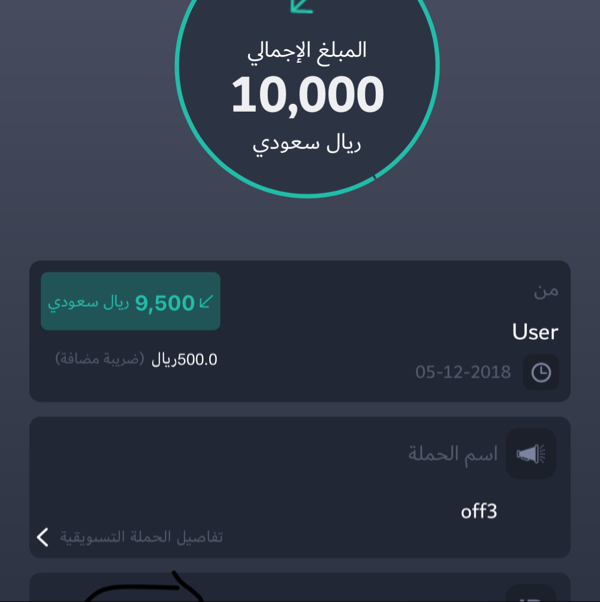 المبلغ الإجمالي
10,000
ريال سعودي
من
9,500 ريال سعودي
User
500.0ريال (ضريبة مضافة)
05-12-2018
اسم الحملة
off3
تفاصيل الحملة التسويقية